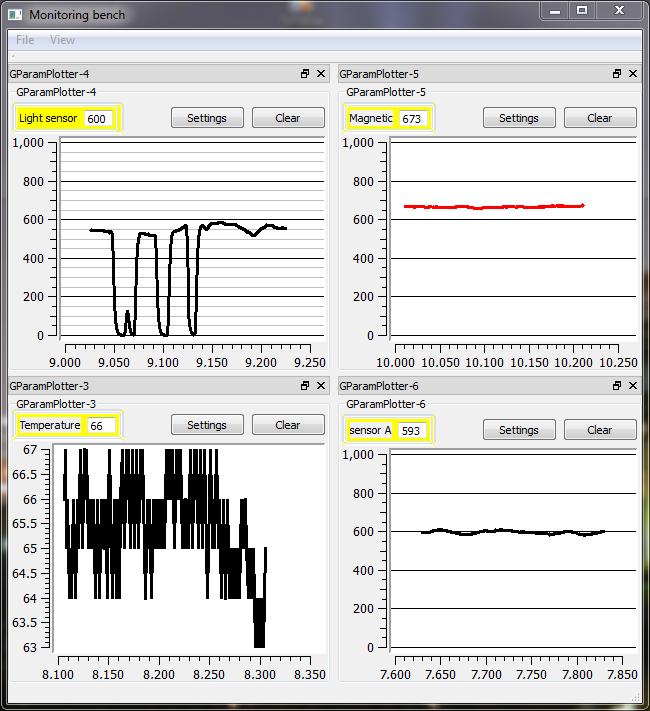 Monitoring bench
File View
GParamPlotter-4
GParamPlotter-4
Light sensor 600 Settings Clear
1,000
800
600
400
200
0
9.000 9.050 9.100 9.150 9.200 9.250
GParamPlotter-5
GParamPlotter-5
Magnetic 673 Settings Clear
1,000
800
600
400
200
0
10.000 10.050 10.100 10.150 10.200 10.250
GParamPlotter-3
GParamPlotter-3
Temperature 66 Settings Clear
67
66.5
66
65.5
65
64.5
64
63.5
63
8.100 8.150 8.200 8.250 8.300 8.350
GParamPlotter-6
GParamPlotter-6
sensor A 593 Settings Clear
1,000
800
600
400
200
0
7.600 7.650 7.700 7.750 7.800 7.850